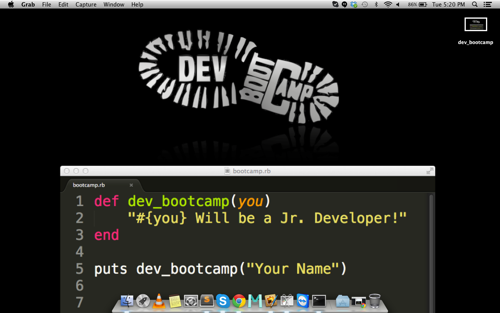 Grab File Edit Capture Window Help
86% Tue 5:20 PM
dev_bootcamp
DEV BOOT CAMP
bootcamp.rb
bootcamp.rb
1 def dev_bootcamp(you)
2 "#{you} Will be a Jr. Developer!"
3 end
4
5 puts dev_bootcamp("Your Name")
6
7